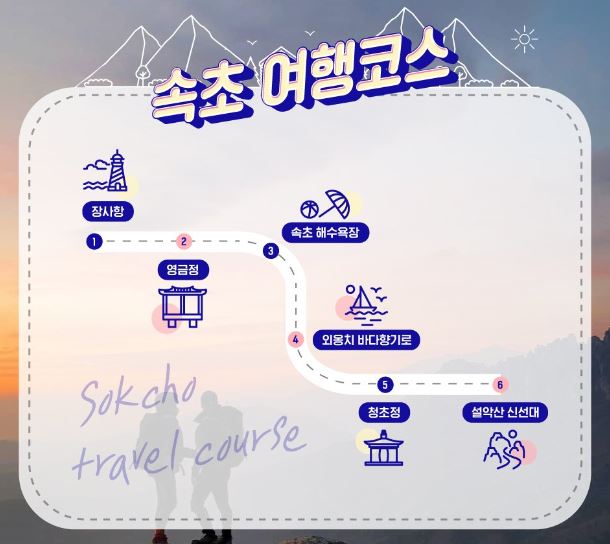 속초 여행코스
장사항
1
2
영금정
3
속초 해수욕장
4
외옹치 바다향기로
5
청초정
6
설악산 신선대
Sokcho
travel course